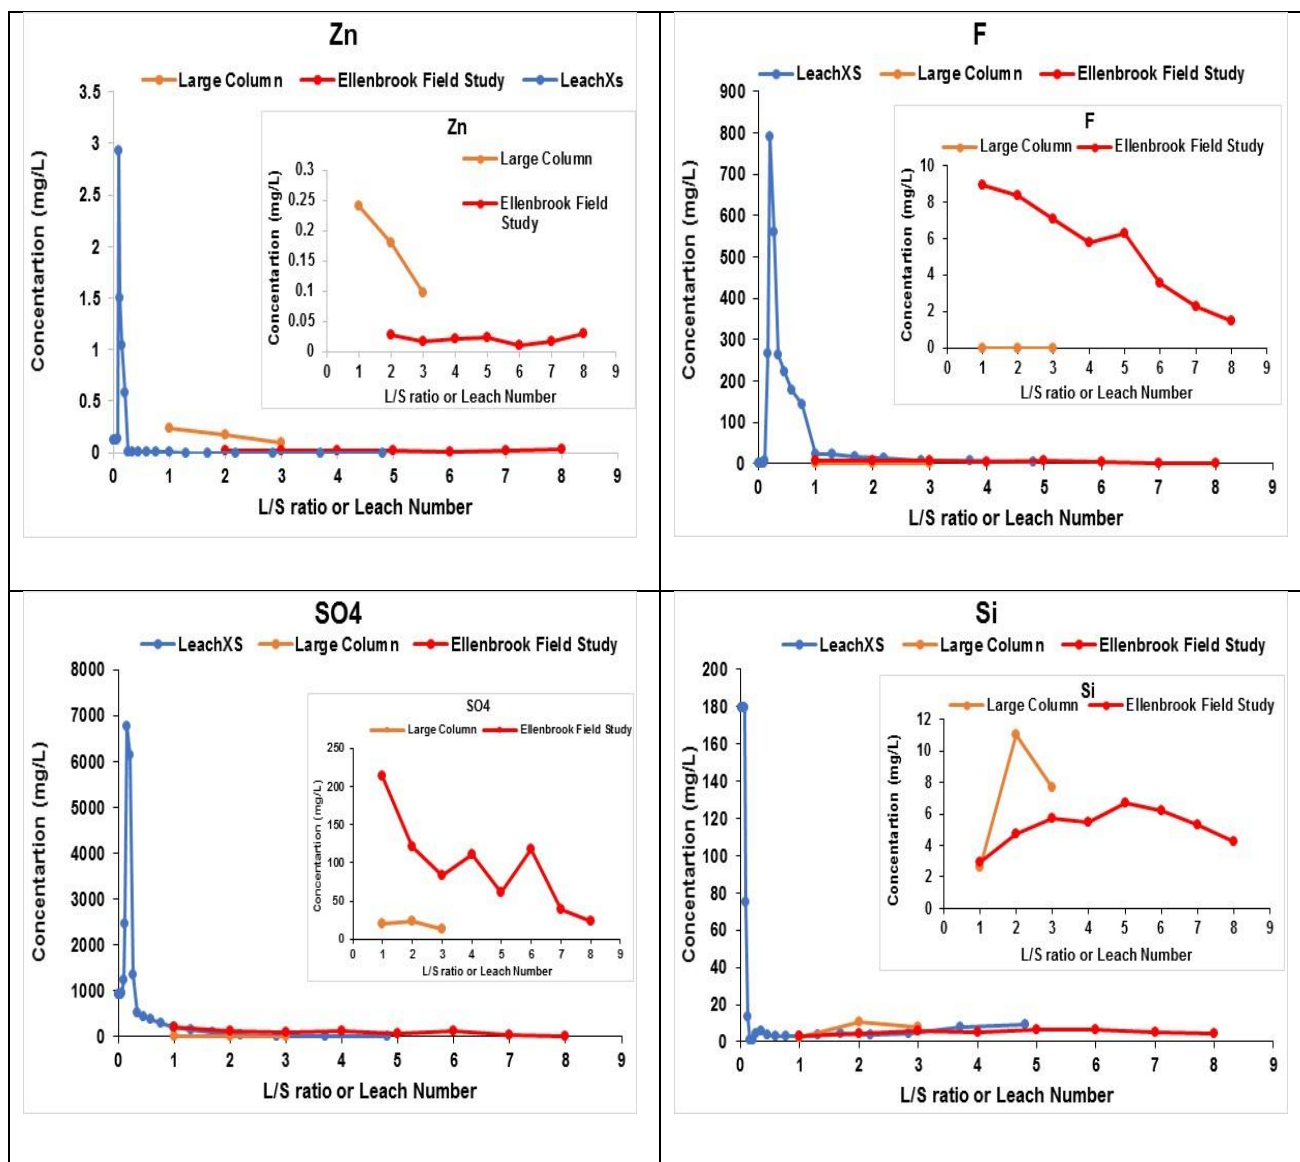 Zn
Large Column Ellenbrook Field Study LeachXs
Concentartion (mg/L)
3.5
3
2.5
2
1.5
1
0.5
0
0 1 2 3 4 5 6 7 8 9
L/S ratio or Leach Number
Zn
Large Column
Ellenbrook Field
Study
Concentartion (mg/L)
0.3
0.25
0.2
0.15
0.1
0.05
0
0 1 2 3 4 5 6 7 8 9
L/S ratio or Leach Number
F
LeachXS Large Column Ellenbrook Field Study
Concentartion (mg/L)
900
800
700
600
500
400
300
200
100
0
0 1 2 3 4 5 6 7 8 9
L/S ratio or Leach Number
F
Large Column Ellenbrook Field Study
Concentartion (mg/L)
10
8
6
4
2
0
0 1 2 3 4 5 6 7 8 9
L/S ratio or Leach Number
SO4
LeachXS Large Column Ellenbrook Field Study
Concentartion (mg/L)
8000
7000
6000
5000
4000
3000
2000
1000
0
0 1 2 3 4 5 6 7 8 9
L/S ratio or Leach Number
SO4
Large Column Ellenbrook Field Study
Concentartion (mg/L)
250
200
150
100
50
0
0 1 2 3 4 5 6 7 8 9
L/S ratio or Leach Number
Si
LeachXS Large Column Ellenbrook Field Study
Concentartion (mg/L)
200
180
160
140
120
100
80
60
40
20
0
0 1 2 3 4 5 6 7 8 9
L/S ratio or Leach Number
Si
Large Column Ellenbrook Field Study
Concentartion (mg/L)
12
10
8
6
4
2
0
0 1 2 3 4 5 6 7 8 9
L/S ratio or Leach Number